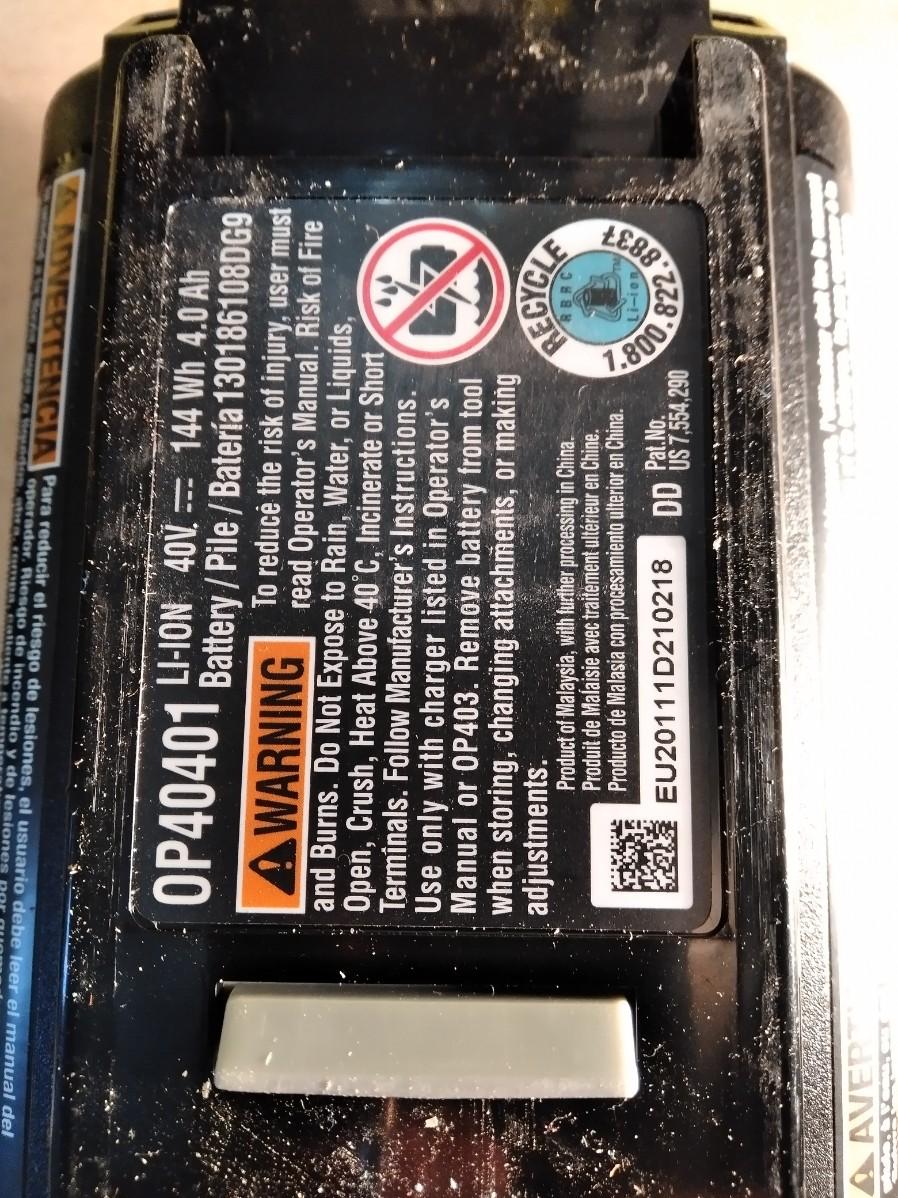 OP40401 LI-ION 40V 144 Wh 4.0 Ah
Battery / Pile / Batería 130186108DG9
WARNING
To reduce the risk of injury, user must
read Operator's Manual. Risk of Fire
and Burns. Do Not Expose to Rain, Water, or Liquids.
Open, Crush, Heat Above 40˚C, Incinerate or Short
Terminals. Follow Manufacturer's Instructions.
Use only with charger listed in Operator's
Manual or OP403. Remove battery from tool
when storing, changing attachments, or making
adjustments.
RECYCLE
RBRC
Li-ion
TM
1.800.822.8837
Product of Malaysia, with further processing in China.
Produit de Malaisie avec traitement ultérieur en Chine.
Producto de Malasia con procesamiento ulterior en China.
EU20111D210218
DD
Pat.No.
US 7,554,290
ADVERTENCIA
Para reducir el riesgo de lesiones, el usuario debe leer el manual del
operador. Riesgo de incendio y de lesiones por
AVERT